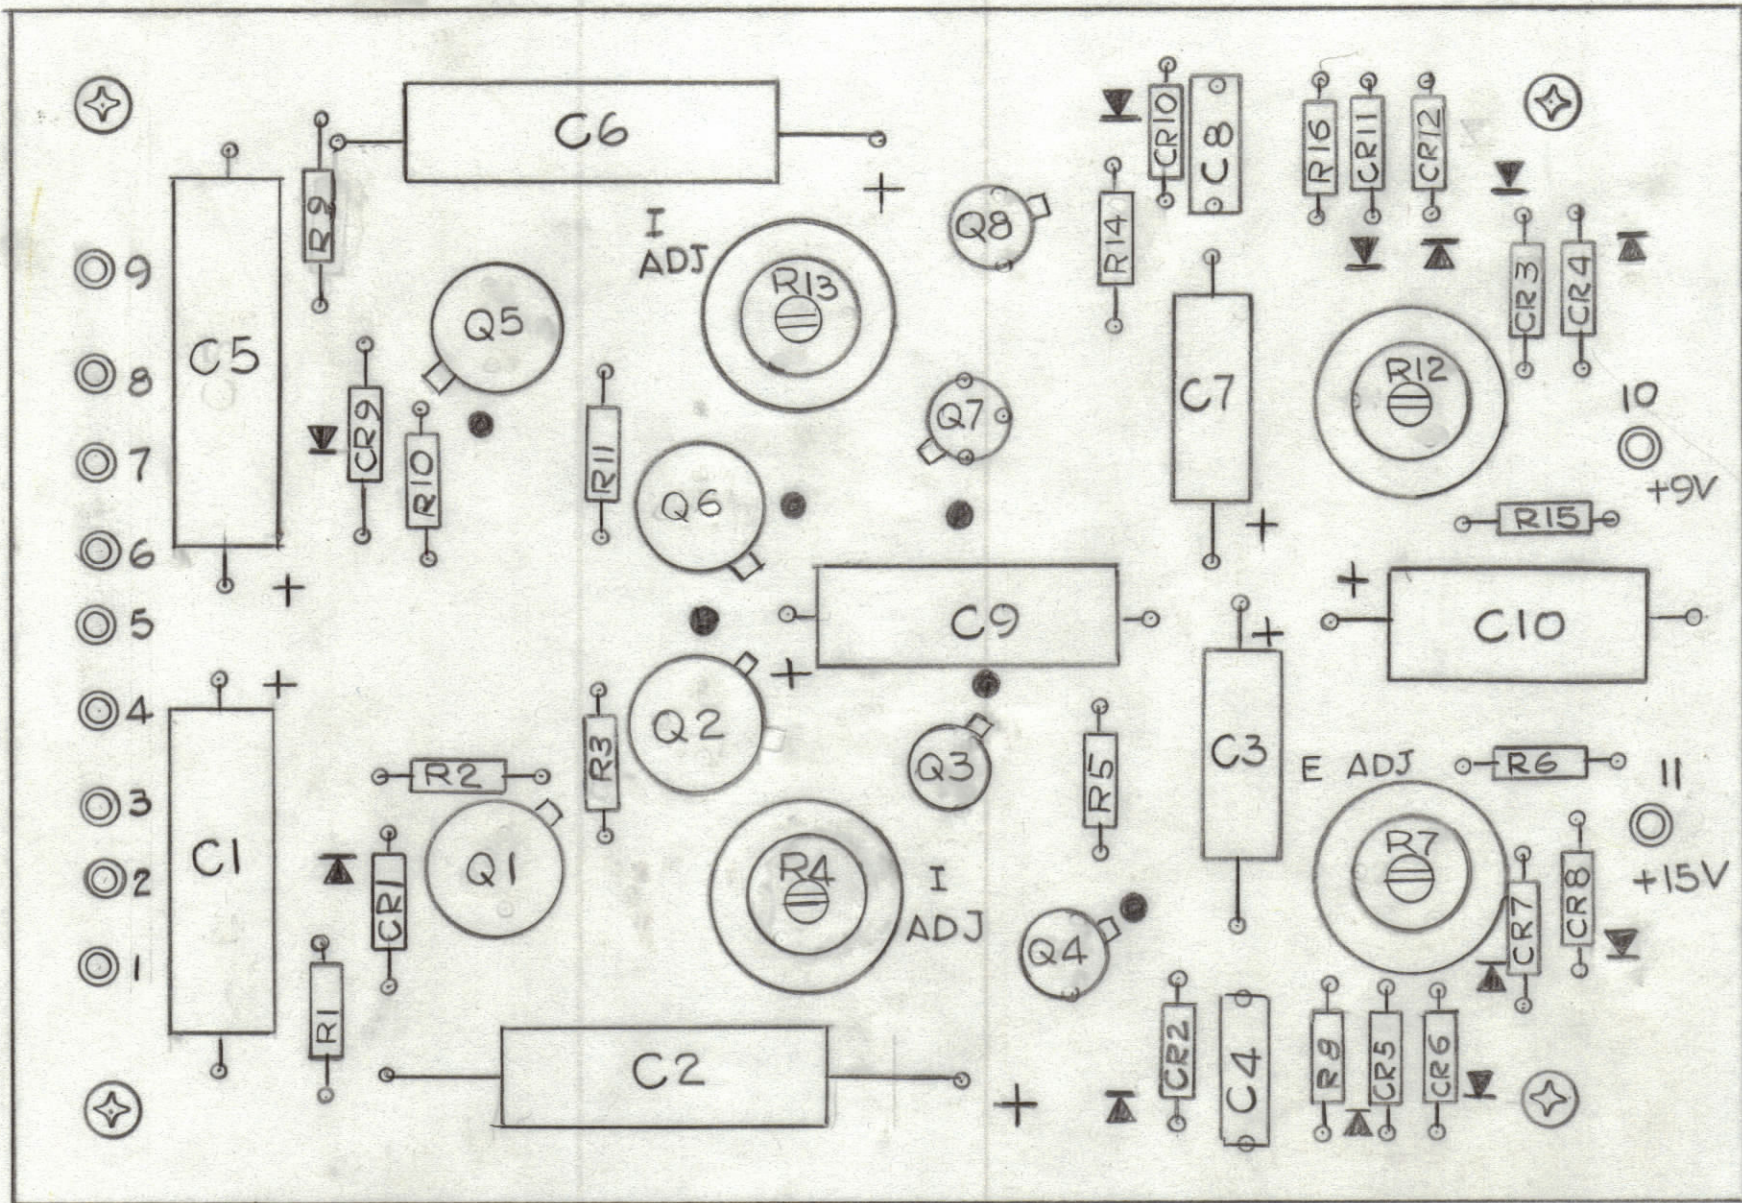 C6
CR10
C8
R16
CR11
CR12
R9
+
I
ADJ
Q8
R14
CR3
CR4
9
R13
Q5
C5
8
C7
R12
10
Q7
CR9
7
R10
R11
Q6
+9V
+
R15
6
+
+
5
C9
C10
+
+
+
4
Q2
R3
C3
E ADJ
R6
11
R2
Q3
R5
3
C1
Q1
R4
R7
2
CR1
I
ADJ
CR8
+15V
CR7
Q4
1
R1
C2
CR2
C4
R8
CR5
CR6
+